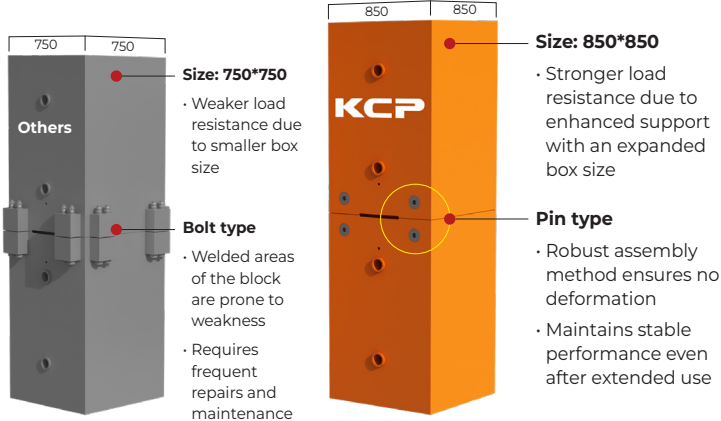 750
750
Others
Size: 750*750
· Weaker load
resistance due
to smaller box
size
Bolt type
· Welded areas
of the block
are prone to
weakness
· Requires
frequent
repairs and
maintenance
850
850
KCP
Size: 850*850
· Stronger load
resistance due to
enhanced support
with an expanded
box size
Pin type
· Robust assembly
method ensures no
deformation
· Maintains stable
performance even
after extended use